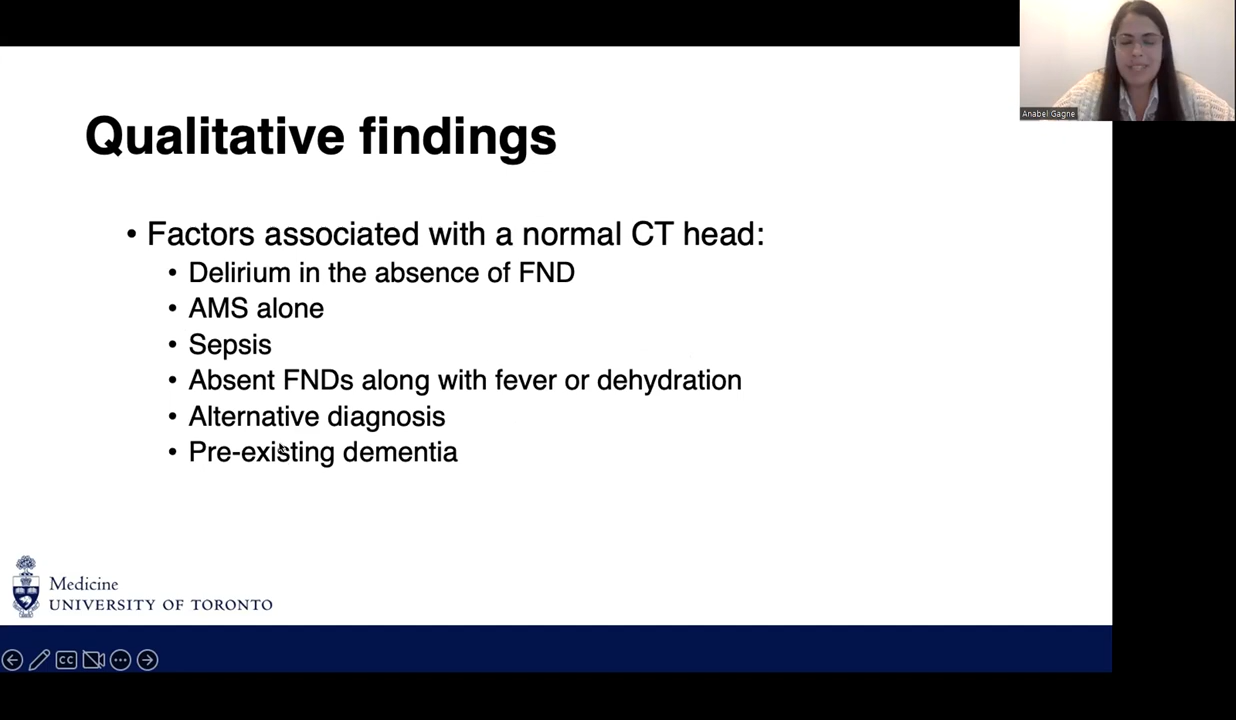 Anabel Gagne
Qualitative findings
• Factors associated with a normal CT head:
• Delirium in the absence of FND
• AMS alone
• Sepsis
• Absent FNDs along with fever or dehydration
• Alternative diagnosis
• Pre-existing dementia
Medicine
UNIVERSITY OF TORONTO
CC